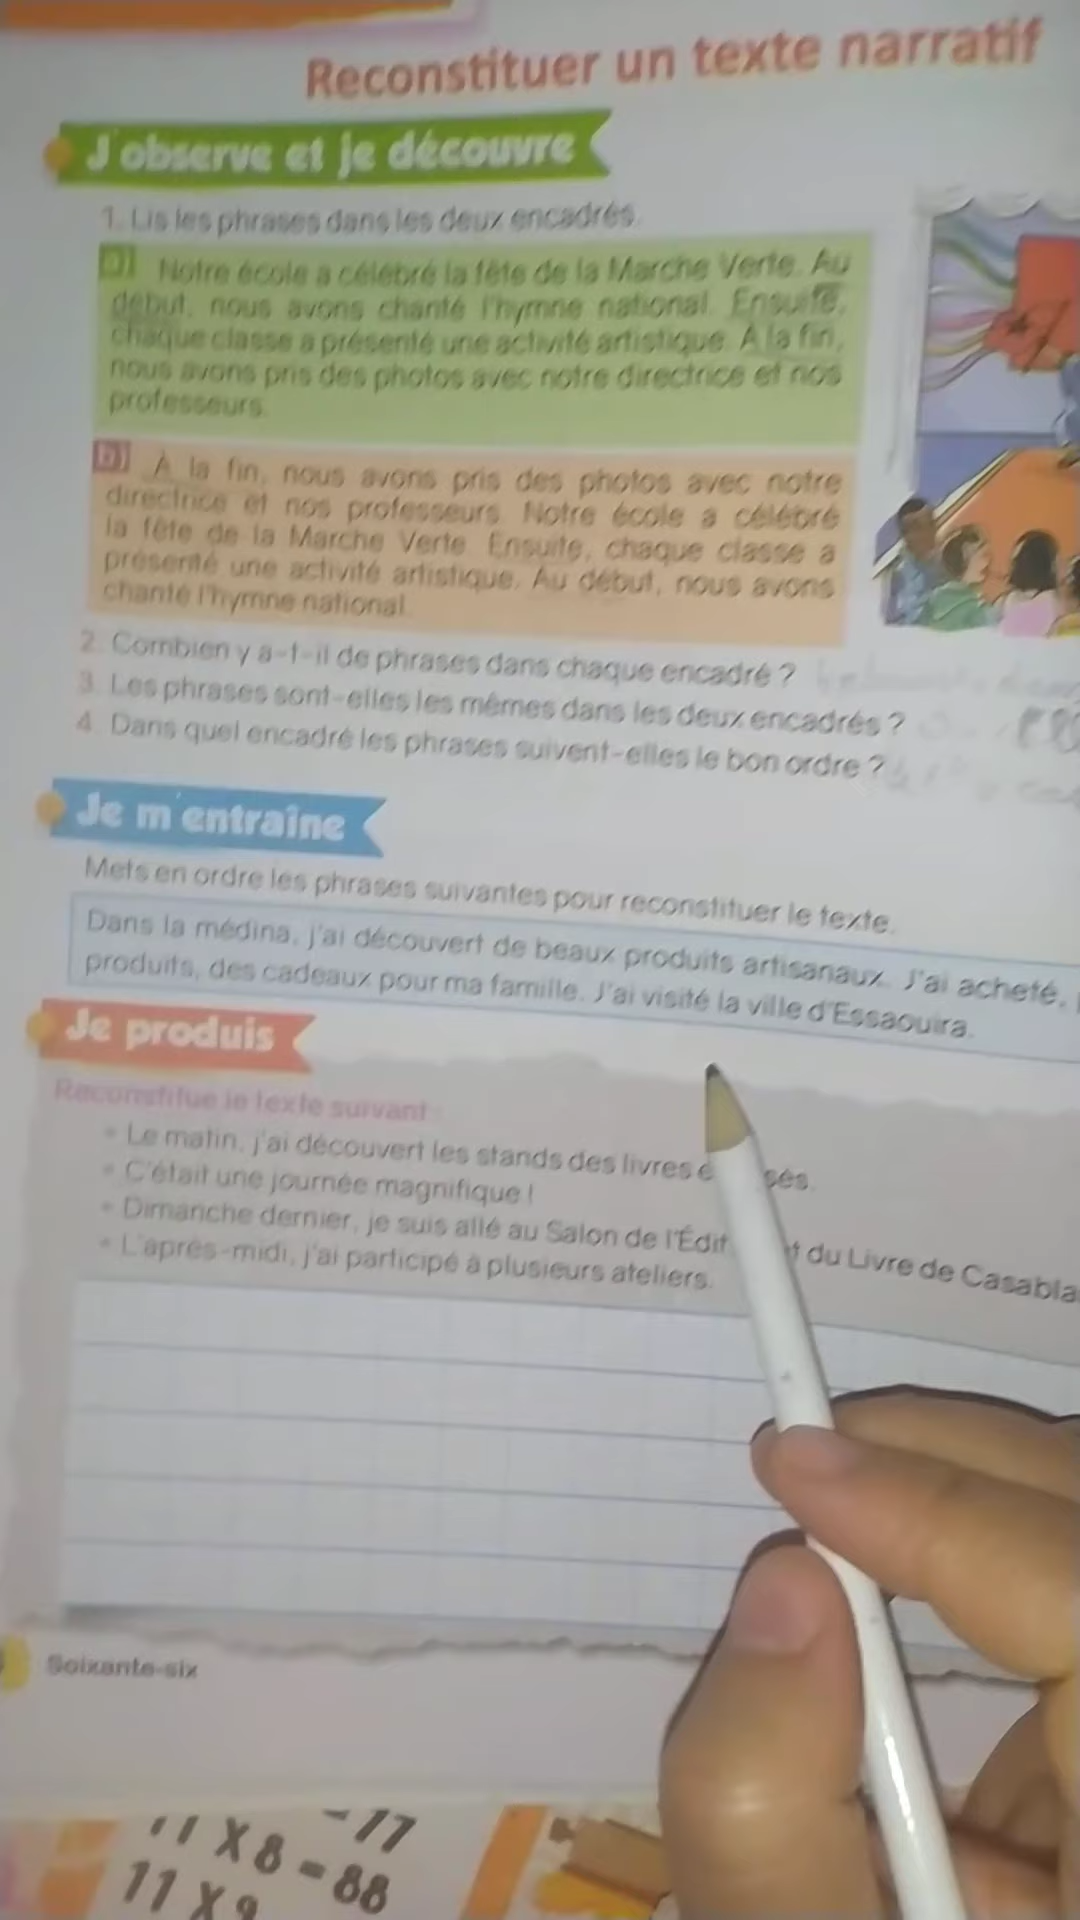 Reconstituer un texte narratif
J'observe et je découvre
1. Lis les phrases dans les deux encadrés.
a) Notre école a célébré la fête de la Marche Verte. Au
début, nous avons chanté l'hymne national. Ensuite,
chaque classe a présenté une activité artistique. À la fin,
nous avons pris des photos avec notre directrice et nos
professeurs.
b) À la fin, nous avons pris des photos avec notre
directrice et nos professeurs. Notre école a célébré
la fête de la Marche Verte. Ensuite, chaque classe a
présenté une activité artistique. Au début, nous avons
chanté l'hymne national.
2. Combien y a-t-il de phrases dans chaque encadré ?
3. Les phrases sont-elles les mêmes dans les deux encadrés ?
4. Dans quel encadré les phrases suivent-elles le bon ordre ?
Je m'entraîne
Mets en ordre les phrases suivantes pour reconstituer le texte.
Dans la médina, j'ai découvert de beaux produits artisanaux. J'ai acheté,
produits, des cadeaux pour ma famille. J'ai visité la ville d'Essaouira.
Je produis
Reconstitue le texte suivant :
• Le matin, j'ai découvert les stands des livres
• C'était une journée magnifique !
• Dimanche dernier, je suis allé au Salon de l'Édit t du Livre de Casabla
• L'après-midi, j'ai participé à plusieurs ateliers.
Soixante-six
- 77
11 X 8 = 88
11 X 9